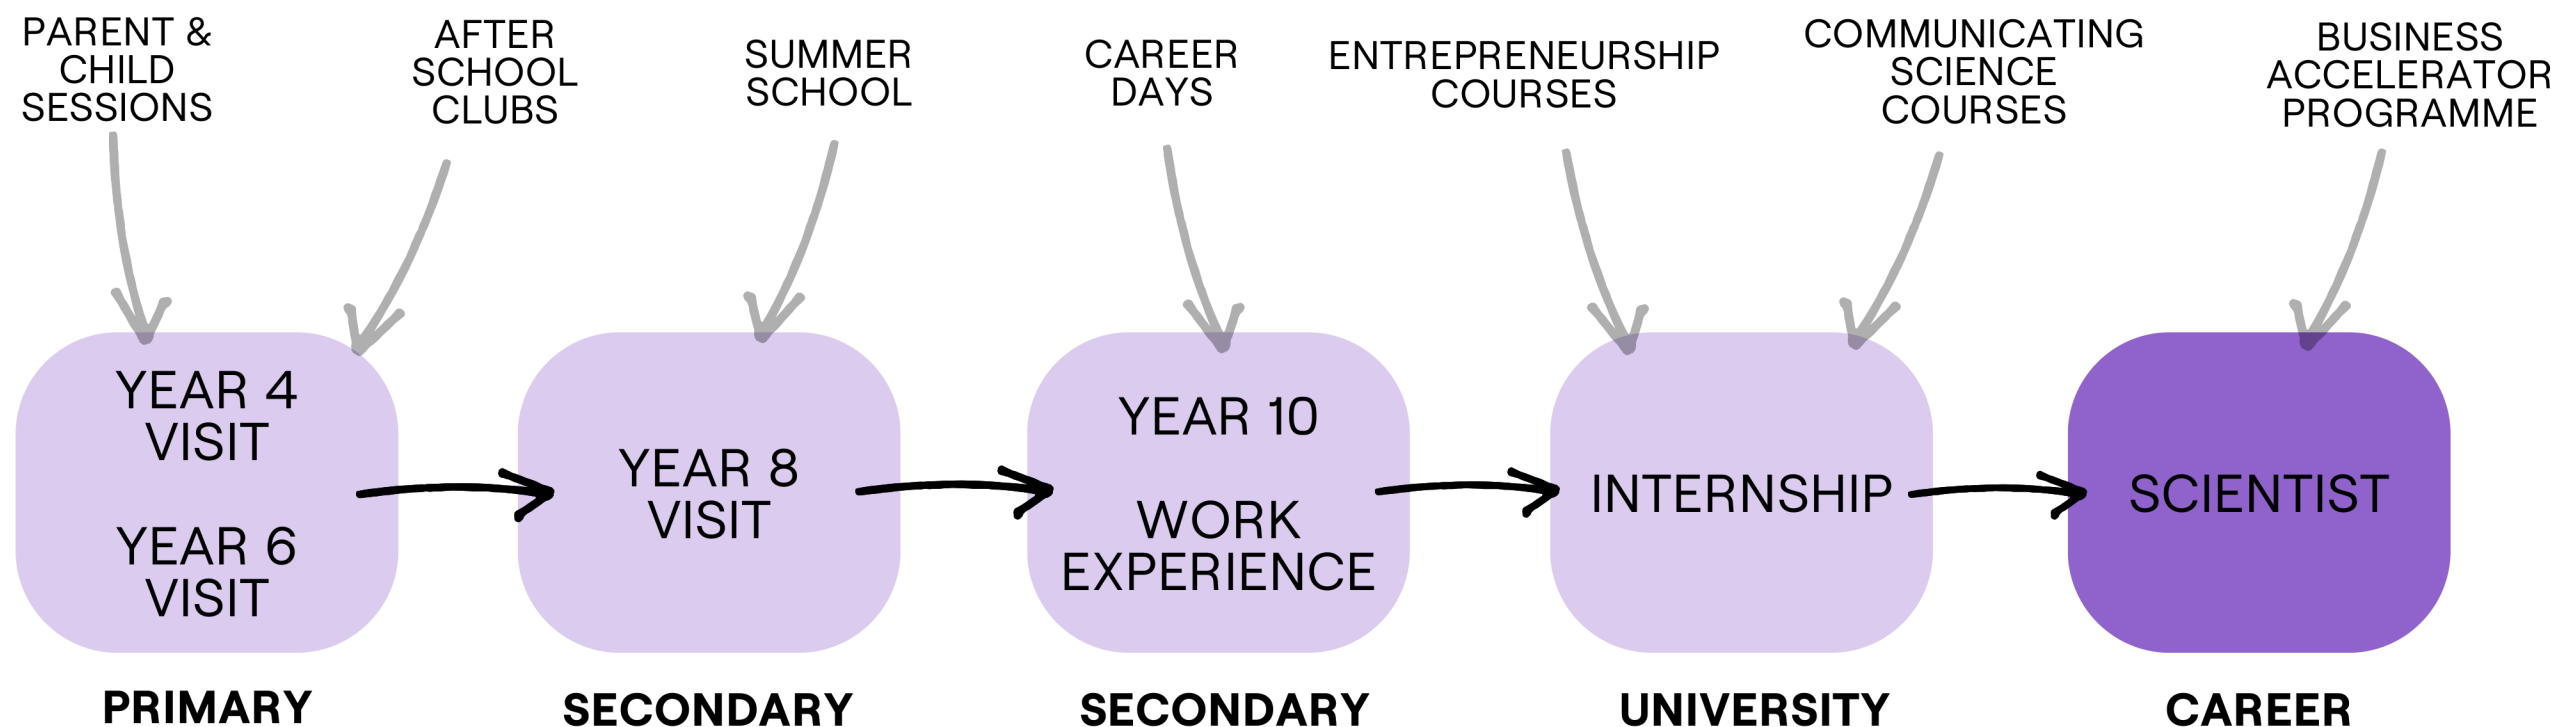 PARENT &
CHILD
SESSIONS
AFTER
SCHOOL
CLUBS
SUMMER
SCHOOL
CAREER
DAYS
ENTREPRENEURSHIP
COURSES
COMMUNICATING
SCIENCE
COURSES
BUSINESS
ACCELERATOR
PROGRAMME
YEAR 4
VISIT
YEAR 6
VISIT
YEAR 8
VISIT
YEAR 10
WORK
EXPERIENCE
INTERNSHIP
SCIENTIST
PRIMARY
SECONDARY
SECONDARY
UNIVERSITY
CAREER